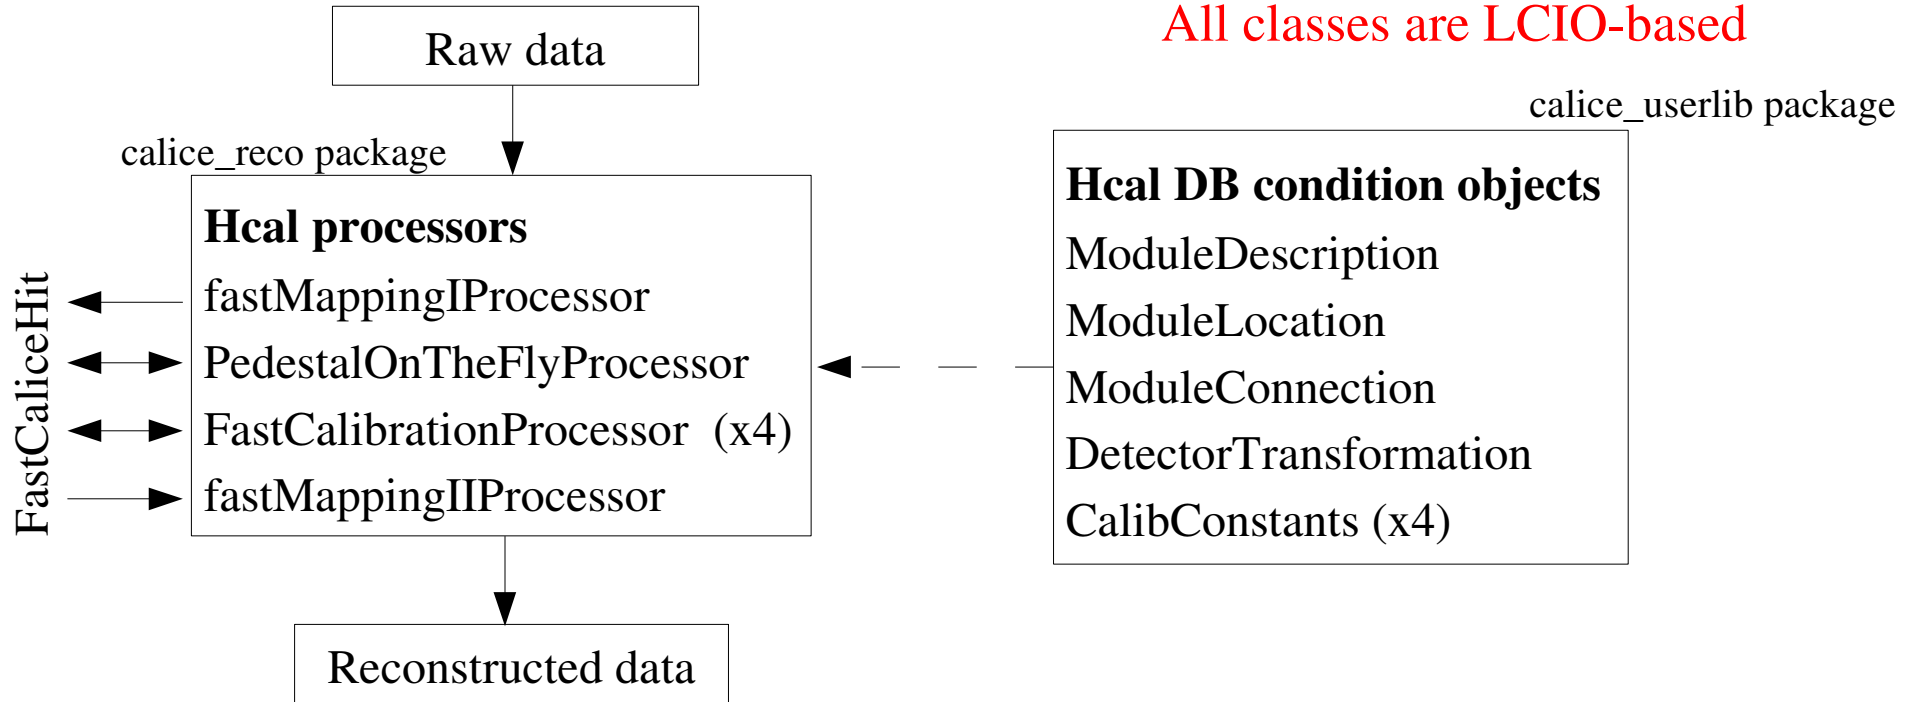 All classes are LCIO-based
Raw data
calice_userlib package
calice_reco package
Hcal processors
fastMappingIProcessor
PedestalOnTheFlyProcessor
FastCalibrationProcessor (x4)
fastMappingIIProcessor
FastCaliceHit
Hcal DB condition objects
ModuleDescription
ModuleLocation
ModuleConnection
DetectorTransformation
CalibConstants (x4)
Reconstructed data